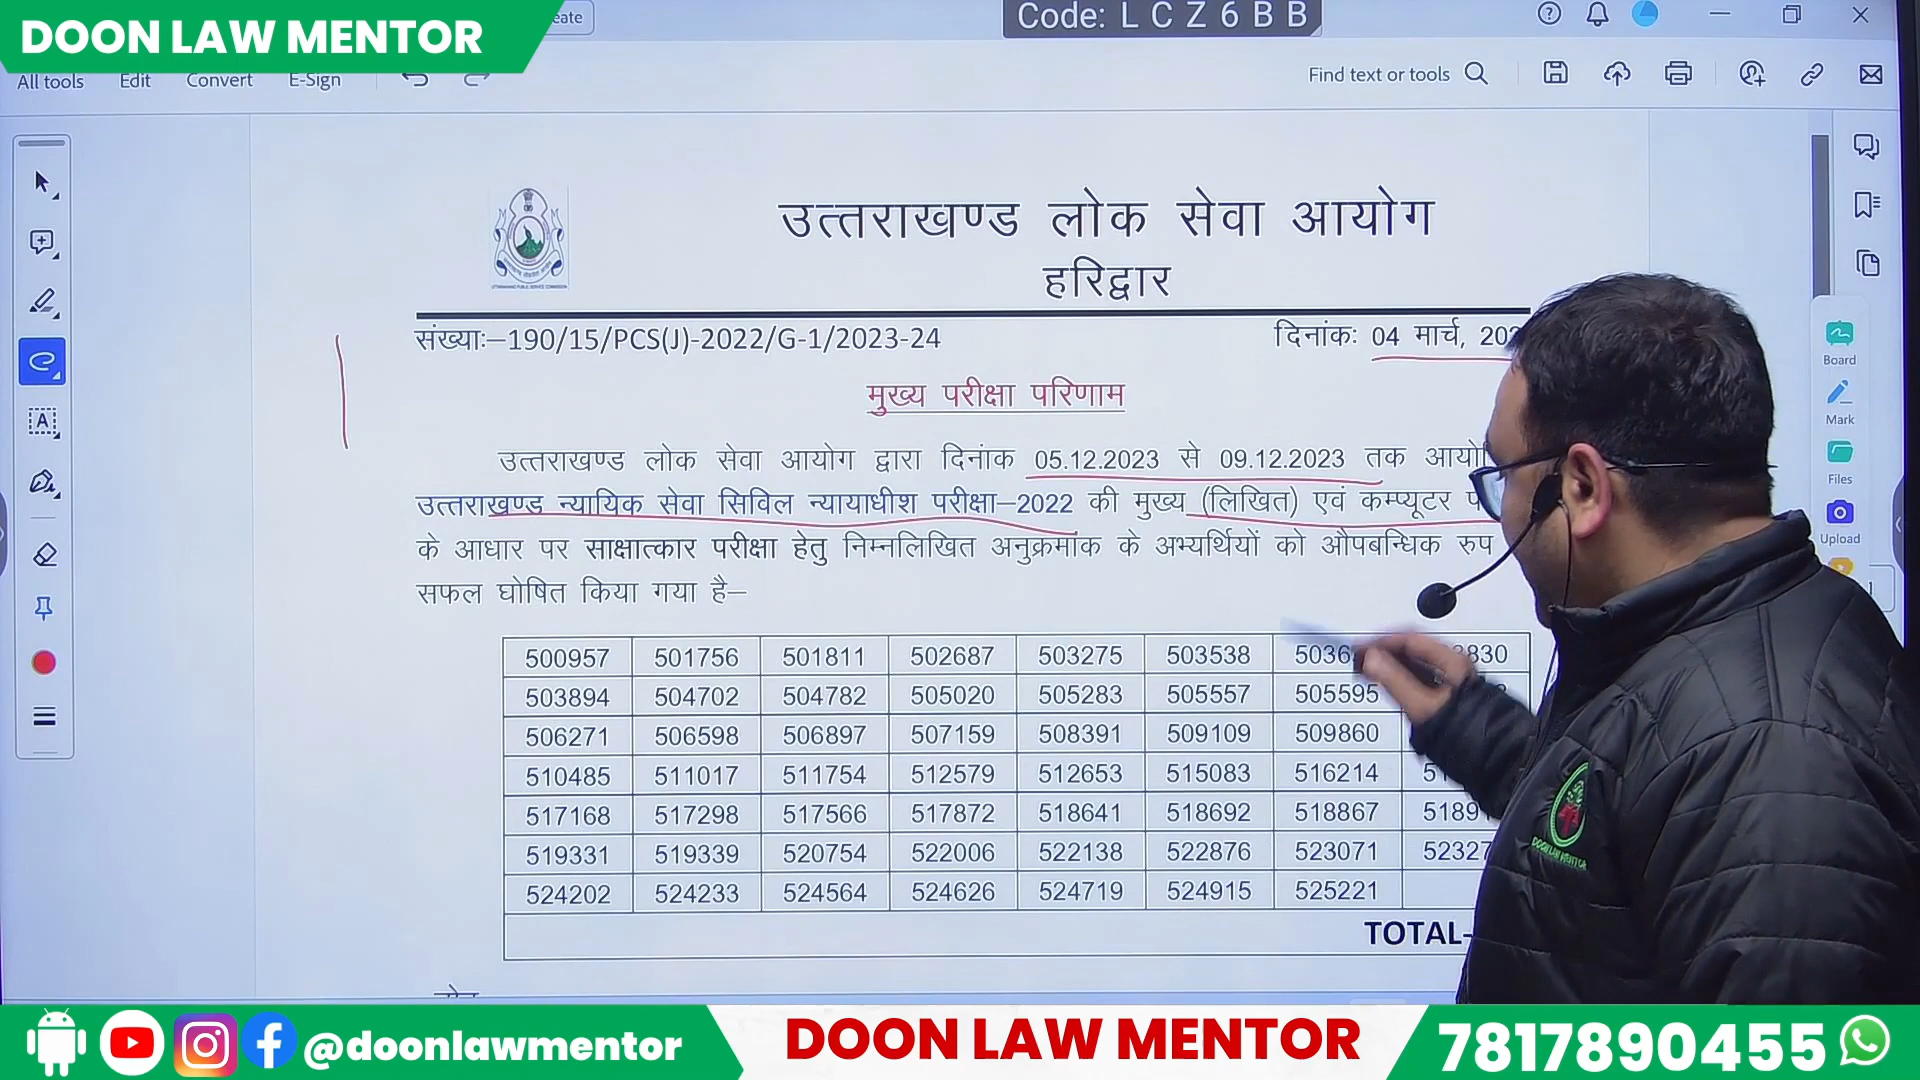 DOON LAW MENTOR
Code: L C Z 6 B B
All tools Edit Convert E-Sign
Find text or tools
उत्तराखण्ड लोक सेवा आयोग
हरिद्वार
संख्याः–190/15/PCS(J)-2022/G-1/2023-24
दिनांकः 04 मार्च,
मुख्य परीक्षा परिणाम
उत्तराखण्ड लोक सेवा आयोग द्वारा दिनांक 05.12.2023 से 09.12.2023 तक
उत्तराखण्ड न्यायिक सेवा सिविल न्यायाधीश परीक्षा–2022 की मुख्य (लिखित) एवं कम्प्यूटर
के आधार पर साक्षात्कार परीक्षा हेतु निम्नलिखित अनुक्रमांक के अभ्यर्थियों को औपबन्धिक रुप
सफल घोषित किया गया है–
500957 501756 501811 502687 503275 503538
503894 504702 504782 505020 505283 505557 505595
506271 506598 506897 507159 508391 509109 509860
510485 511017 511754 512579 512653 515083 516214
517168 517298 517566 517872 518641 518692 518867
519331 519339 520754 522006 522138 522876 523071
524202 524233 524564 524626 524719 524915 525221
TOTAL-
Board
Mark
Files
Upload
DOON LAW MENTOR
@doonlawmentor
DOON LAW MENTOR
7817890455